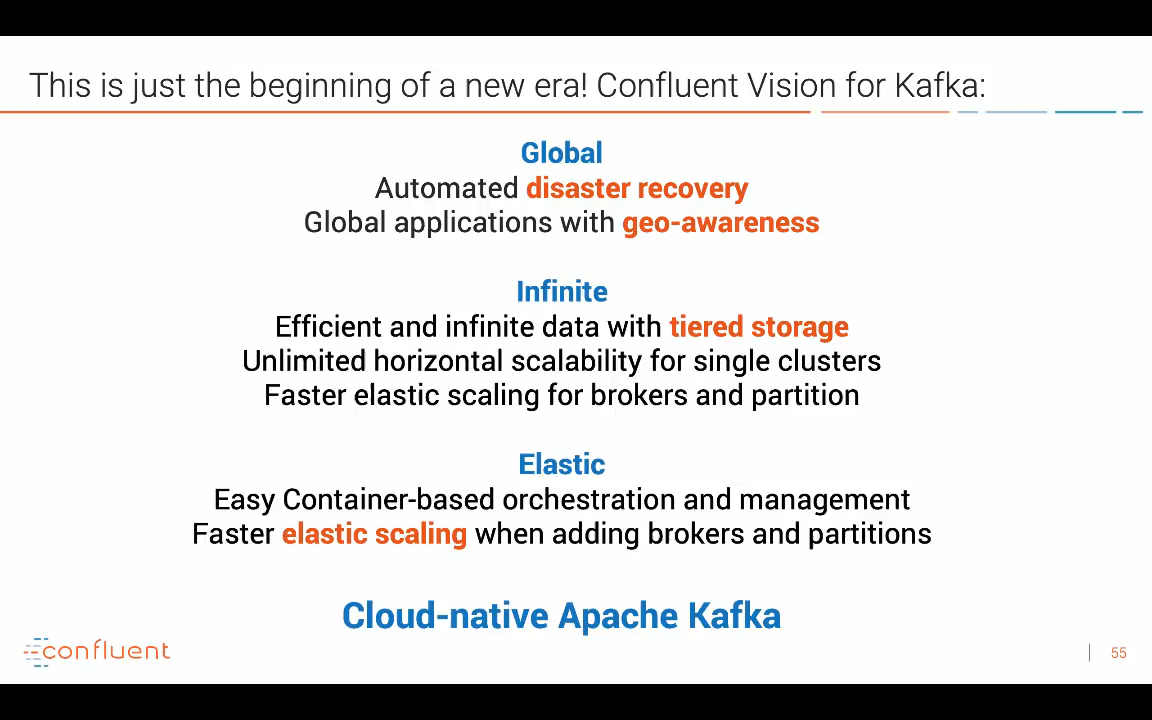 This is just the beginning of a new era! Confluent Vision for Kafka:
Global
Automated disaster recovery
Global applications with geo-awareness
Infinite
Efficient and infinite data with tiered storage
Unlimited horizontal scalability for single clusters
Faster elastic scaling for brokers and partition
Elastic
Easy Container-based orchestration and management
Faster elastic scaling when adding brokers and partitions
Cloud-native Apache Kafka
confluent
55